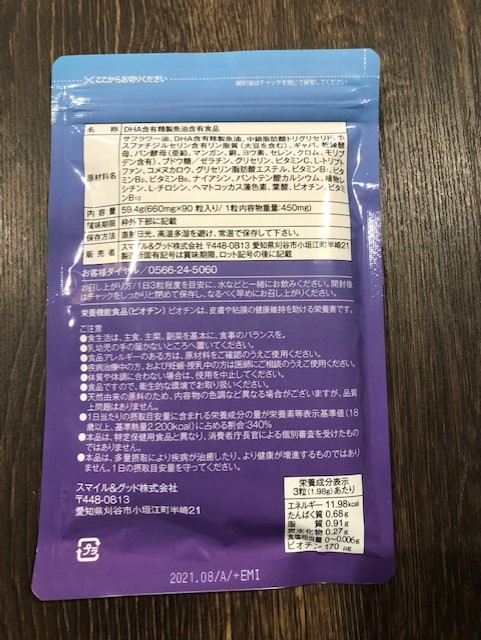 ここからお切りください
開封後はチャックを閉じて保管してください。
名 称 DHA含有精製魚油含有食品
原材料名
サフラワー油、DHA含有精製魚油、中鎖脂肪酸トリグリセリド、ホ
スファチジルセリン含有リン脂質(大豆を含む)、ギャバ、乾燥酵
母、パン酵母(亜鉛、マンガン、銅、ヨウ素、セレン、クロム、モリブ
デン含有)、ブドウ糖／ゼラチン、グリセリン、ビタミンC、L-トリプト
ファン、コメヌカロウ、グリセリン脂肪酸エステル、ビタミンB₁、ビタ
ミンB₂、ビタミンB₆、ナイアシン、パントテン酸カルシウム、植物レ
シチン、L-チロシン、ヘマトコッカス藻色素、葉酸、ビオチン、ビタ
ミンB₁₂
内 容 量 59.4g(660mg×90 粒入り/ 1粒内容物重量:450mg)
賞味期限 枠外下部に記載
保存方法 直射日光、高温多湿を避け、常温で保存して下さい。
販 売 者 スマイル&グッド株式会社 〒448-0813 愛知県刈谷市小垣江町半崎21
製造所固有記号は賞味期限、ロット記号の後に記載
お客様ダイヤル/ 0566-24-5060
お召し上がり方/1日3粒程度を目安に、水などと一緒にお飲みください。開封後
はチャックをしっかりと閉めて保存し、なるべく早めにお召し上がりください。
栄養機能食品(ビオチン) ビオチンは、皮膚や粘膜の健康維持を助ける栄養素です。
ご注意
●食生活は、主食、主菜、副菜を基本に、食事のバランスを。
●乳幼児の手の届かないところへ置いてください。
●食品アレルギーのある方は、原材料をご確認のうえご使用ください。
●疾病治療中の方、および妊娠・授乳中の方は医師にご相談のうえご使用ください。
●体質や体調に合わない場合は、使用を中止してください。
●食品ですので、衛生的な環境でお取り扱いください。
●天然由来の原料のため、内容物の色調など異なる場合がございますが、品質
上問題はありません。
●1日当たりの摂取目安量に含まれる栄養成分の量が栄養素等表示基準値(18
歳以上、基準熱量2,200kcal)に占める割合:340%
●本品は、特定保健用食品と異なり、消費者庁長官による個別審査を受けたもの
ではありません。
●本品は、多量摂取により疾病が治癒したり、より健康が増進するものではあり
ません。1日の摂取目安量を守ってください。
スマイル&グッド株式会社
〒448-0813
愛知県刈谷市小垣江町半崎21
栄養成分表示
3粒(1.98g)あたり
エネルギー 11.98kcal
たんぱく質 0.68g
脂 質 0.91g
炭水化物 0.27g
食塩相当量 0～0.006g
ビオチン 170 μg
プラ
2021.08/A/+EMI